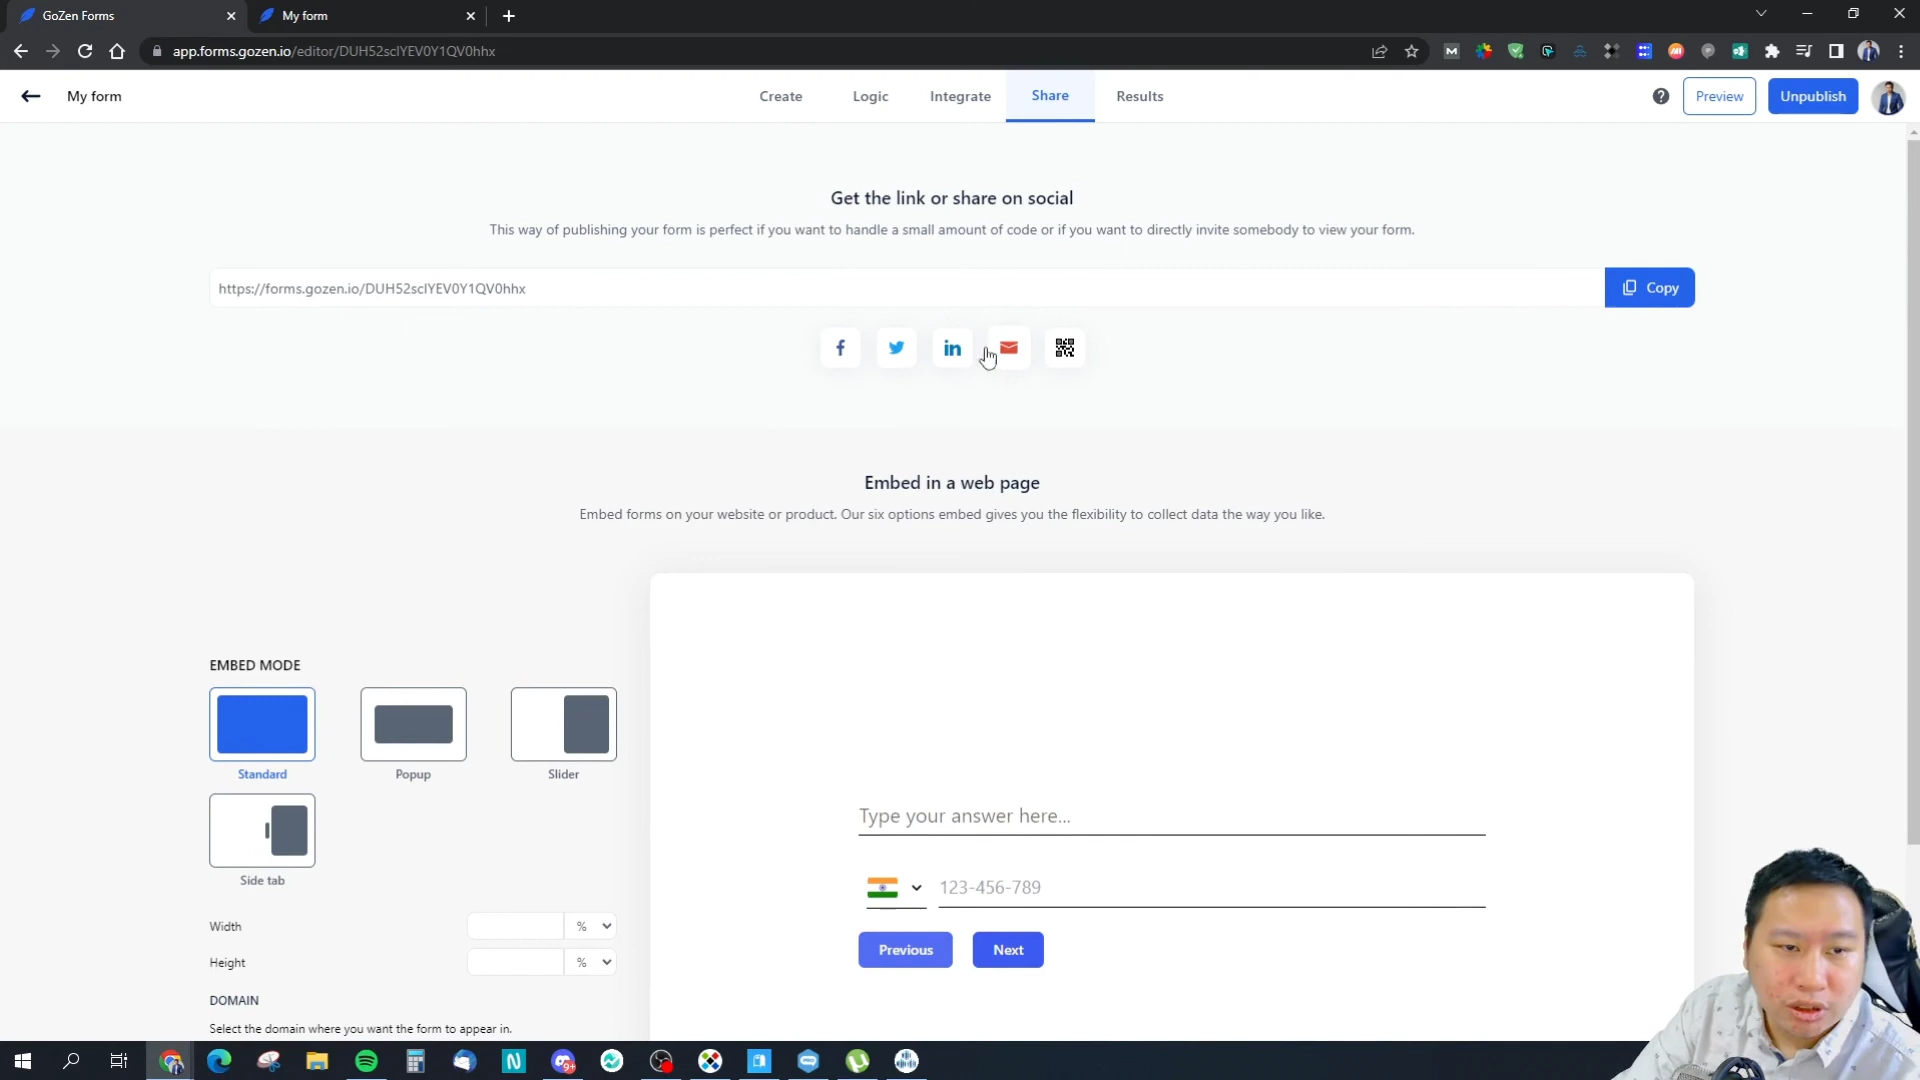 GoZen Forms
My form
app.forms.gozen.io/editor/DUH52sclYEV0Y1QV0hhx
My form
Create
Logic
Integrate
Share
Results
Preview
Unpublish
Get the link or share on social
This way of publishing your form is perfect if you want to handle a small amount of code or if you want to directly invite somebody to view your form.
https://forms.gozen.io/DUH52sclYEV0Y1QV0hhx
Copy
Embed in a web page
Embed forms on your website or product. Our six options embed gives you the flexibility to collect data the way you like.
EMBED MODE
Standard
Popup
Slider
Side tab
Width
%
Height
%
DOMAIN
Select the domain where you want the form to appear in.
Type your answer here...
123-456-789
Previous
Next